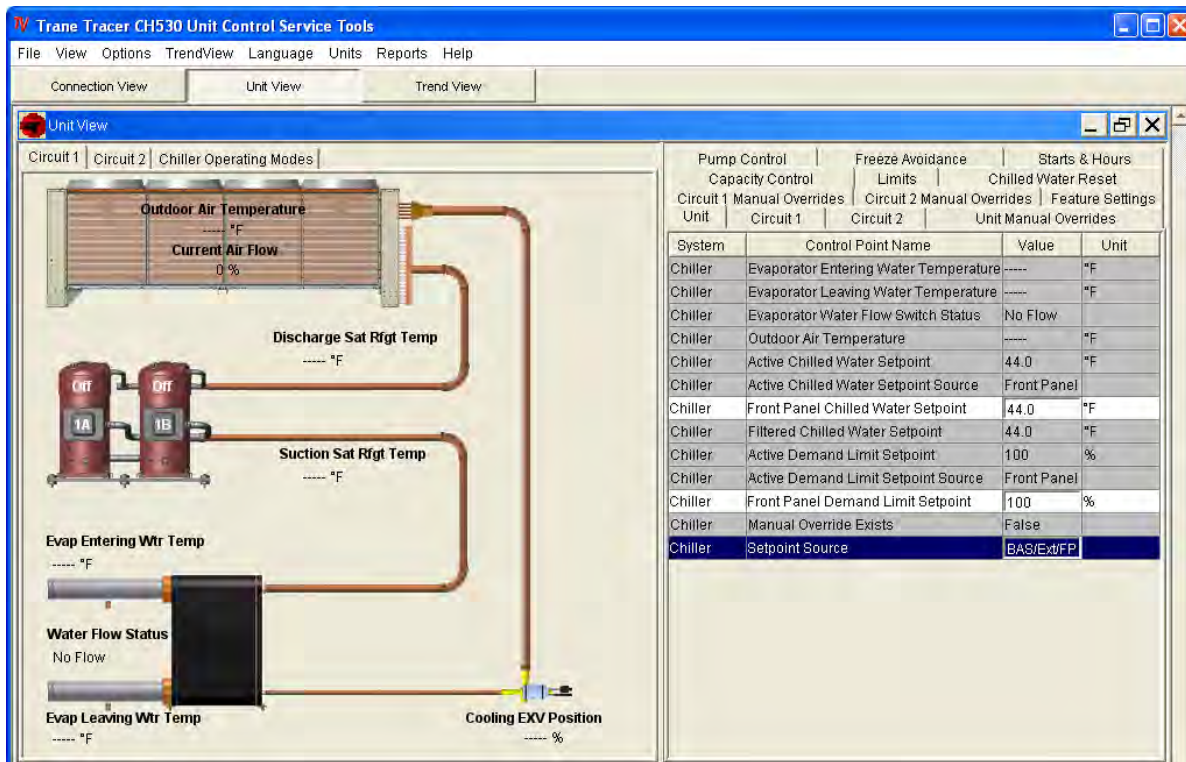 Trane Tracer CH530 Unit Control Service Tools
File View Options TrendView Language Units Reports Help
Connection View Unit View Trend View
Unit View
Circuit 1 Circuit 2 Chiller Operating Modes
Outdoor Air Temperature
----- °F
Current Air Flow
0 %
Discharge Sat Rfgt Temp
----- °F
Off Off
1A 1B
Suction Sat Rfgt Temp
----- °F
Evap Entering Wtr Temp
----- °F
Water Flow Status
No Flow
Evap Leaving Wtr Temp
----- °F
Cooling EXV Position
----- %
Pump Control Freeze Avoidance Starts & Hours
Capacity Control Limits Chilled Water Reset
Circuit 1 Manual Overrides Circuit 2 Manual Overrides Feature Settings
Unit Circuit 1 Circuit 2 Unit Manual Overrides
System Control Point Name Value Unit
Chiller Evaporator Entering Water Temperature ----- °F
Chiller Evaporator Leaving Water Temperature ----- °F
Chiller Evaporator Water Flow Switch Status No Flow
Chiller Outdoor Air Temperature ----- °F
Chiller Active Chilled Water Setpoint 44.0 °F
Chiller Active Chilled Water Setpoint Source Front Panel
Chiller Front Panel Chilled Water Setpoint 44.0 °F
Chiller Filtered Chilled Water Setpoint 44.0 °F
Chiller Active Demand Limit Setpoint 100 %
Chiller Active Demand Limit Setpoint Source Front Panel
Chiller Front Panel Demand Limit Setpoint 100 %
Chiller Manual Override Exists False
Chiller Setpoint Source BAS/Ext/FP